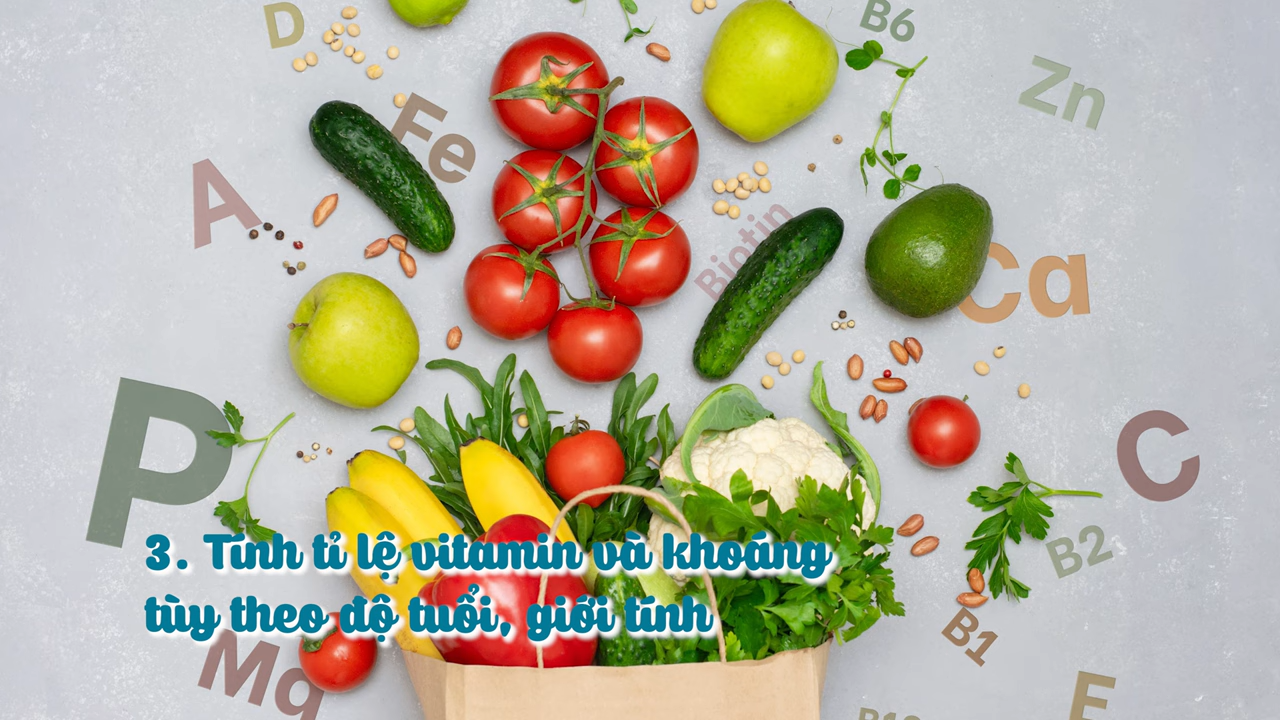 D
B6
Zn
Fe
A
Biotin
Ca
P
C
B2
3. Tính tỉ lệ vitamin và khoáng
tùy theo độ tuổi, giới tính
B1
Mg
E